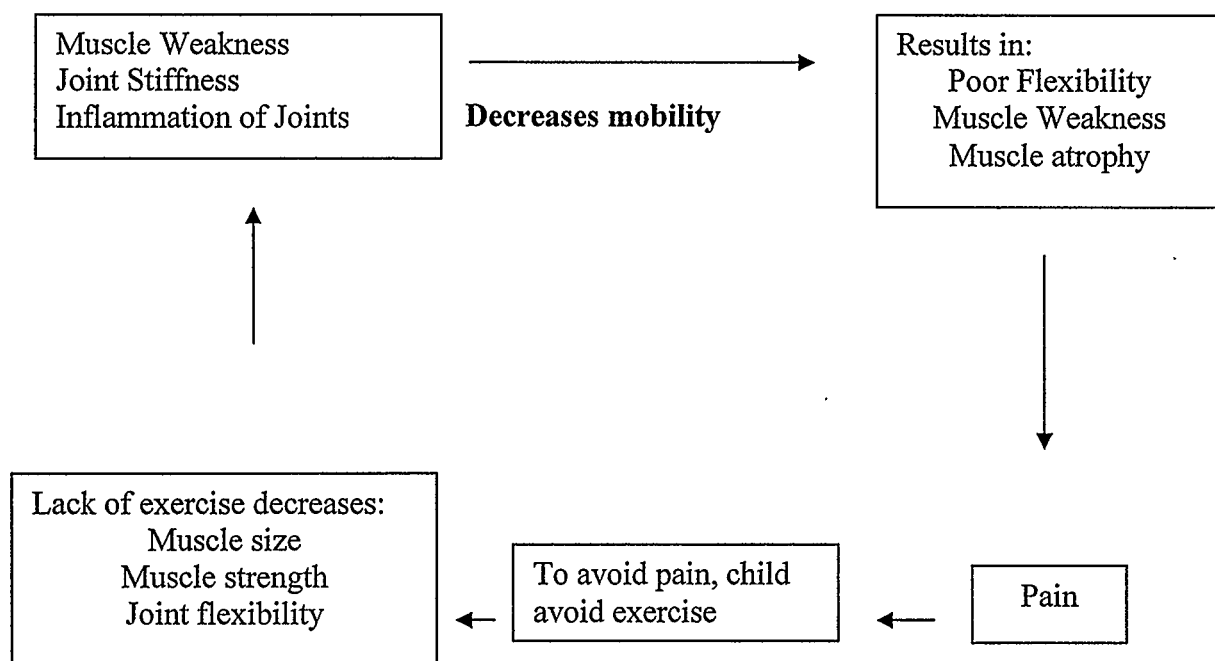 Muscle Weakness
Joint Stiffness
Inflammation of Joints
Decreases mobility
Results in:
Poor Flexibility
Muscle Weakness
Muscle atrophy
Pain
To avoid pain, child
avoid exercise
Lack of exercise decreases:
Muscle size
Muscle strength
Joint flexibility